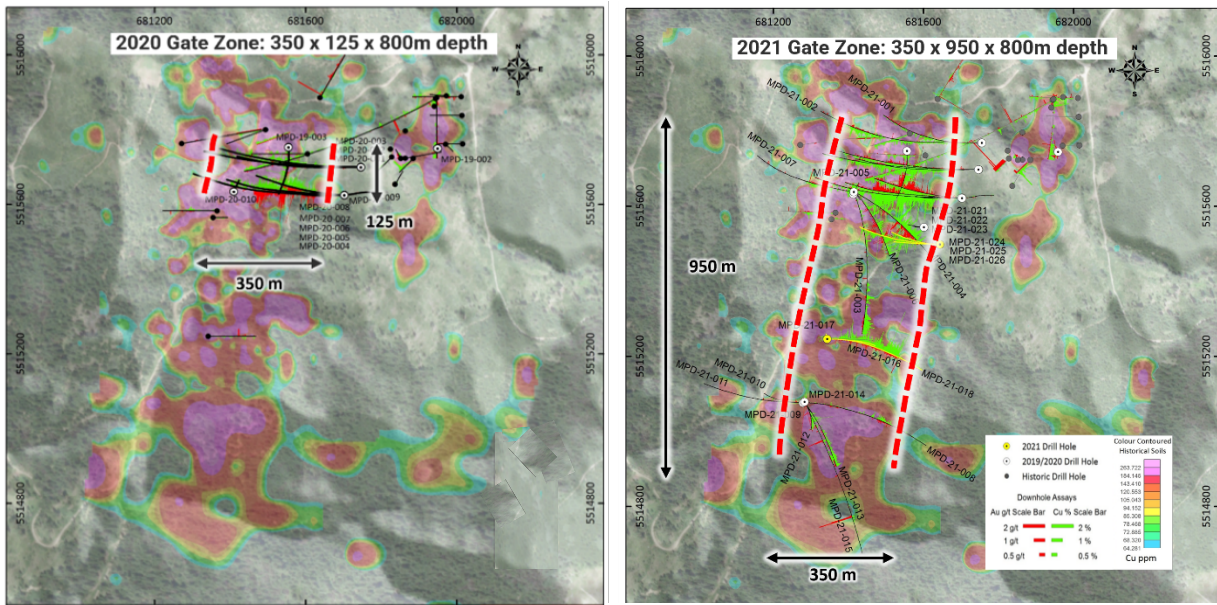 681200
681600
682000
2020 Gate Zone: 350 x 125 x 800m depth
N
W
E
S
5516000
5515600
5515200
5514800
MPD-19-003
MPD-20-003
MPD-19-002
MPD-20-010
MPD-20-008
MPD-20-007
MPD-20-006
MPD-20-005
MPD-20-004
125 m
350 m
681200
681600
682000
2021 Gate Zone: 350 x 950 x 800m depth
N
W
E
S
5516000
5515600
5515200
5514800
MPD-21-001
MPD-21-002
MPD-21-007
MPD-21-005
MPD-21-021
MPD-21-022
MPD-21-023
MPD-21-024
MPD-21-025
MPD-21-026
MPD-21-004
MPD-21-003
950 m
MPD-21-017
MPD-21-016
MPD-21-018
MPD-21-010
MPD-21-011
MPD-21-014
MPD-21-012
MPD-21-008
MPD-21-013
MPD-21-015
350 m
2021 Drill Hole
2019/2020 Drill Hole
Historic Drill Hole
Downhole Assays
Au g/t Scale Bar Cu % Scale Bar
2 g/t 2 %
1 g/t 1 %
0.5 g/t 0.5 %
Colour Contoured
Historical Soils
Cu ppm